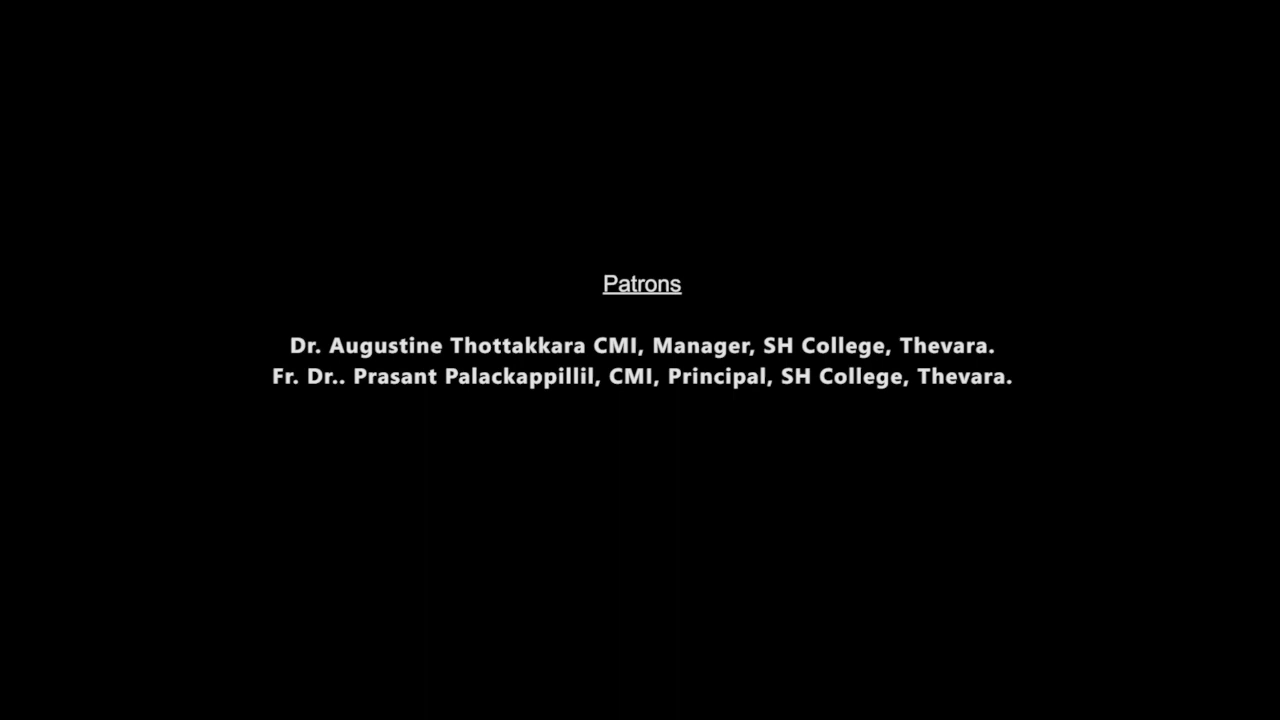 Patrons
Dr. Augustine Thottakkara CMI, Manager, SH College, Thevara.
Fr. Dr.. Prasant Palackappillil, CMI, Principal, SH College, Thevara.